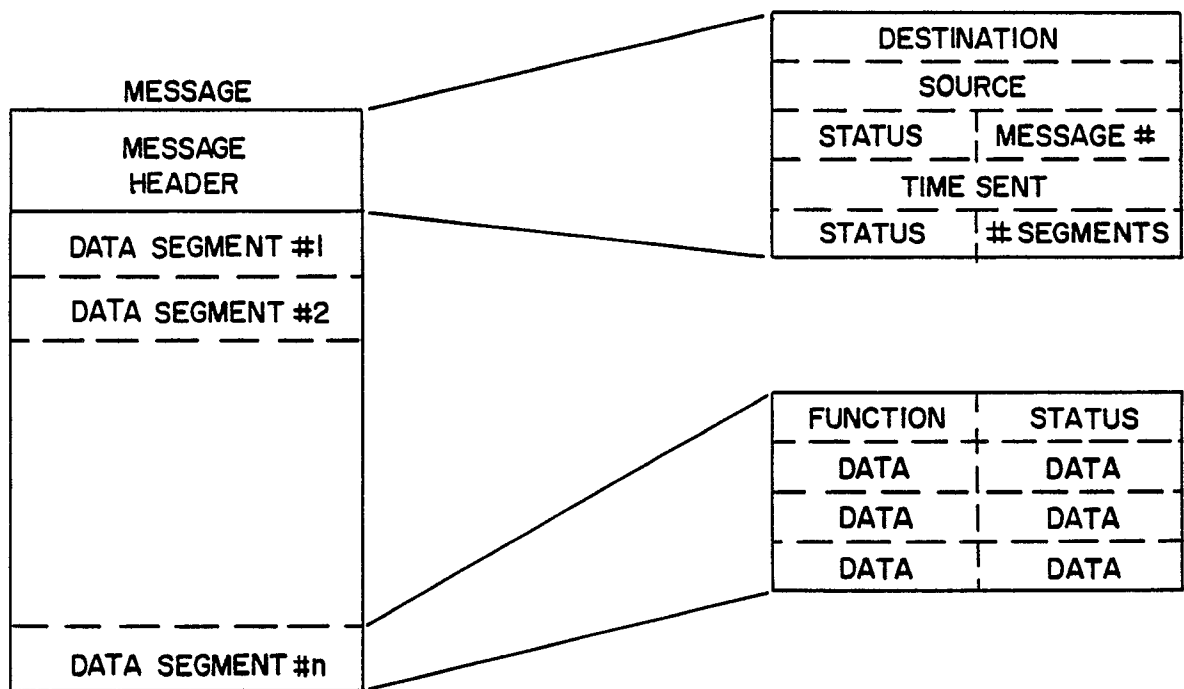 MESSAGE
MESSAGE
HEADER
DATA SEGMENT #1
DATA SEGMENT #2
DATA SEGMENT #n
DESTINATION
SOURCE
STATUS MESSAGE #
TIME SENT
STATUS # SEGMENTS
FUNCTION STATUS
DATA DATA
DATA DATA
DATA DATA